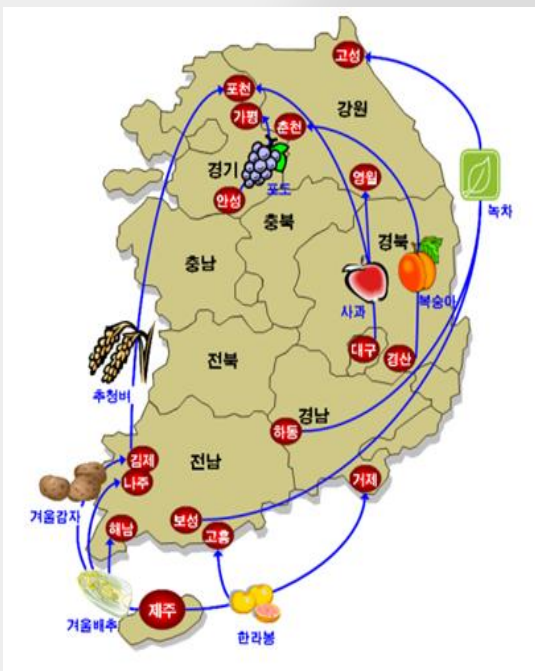 고성
포천
강원
가평
춘천
경기
포도
영월
안성
녹차
충북
경북
충남
사과
복숭아
대구
경산
전북
추청벼
경남
하동
김제
전남
나주
거제
겨울감자
보성
해남
고흥
제주
겨울배추
한라봉